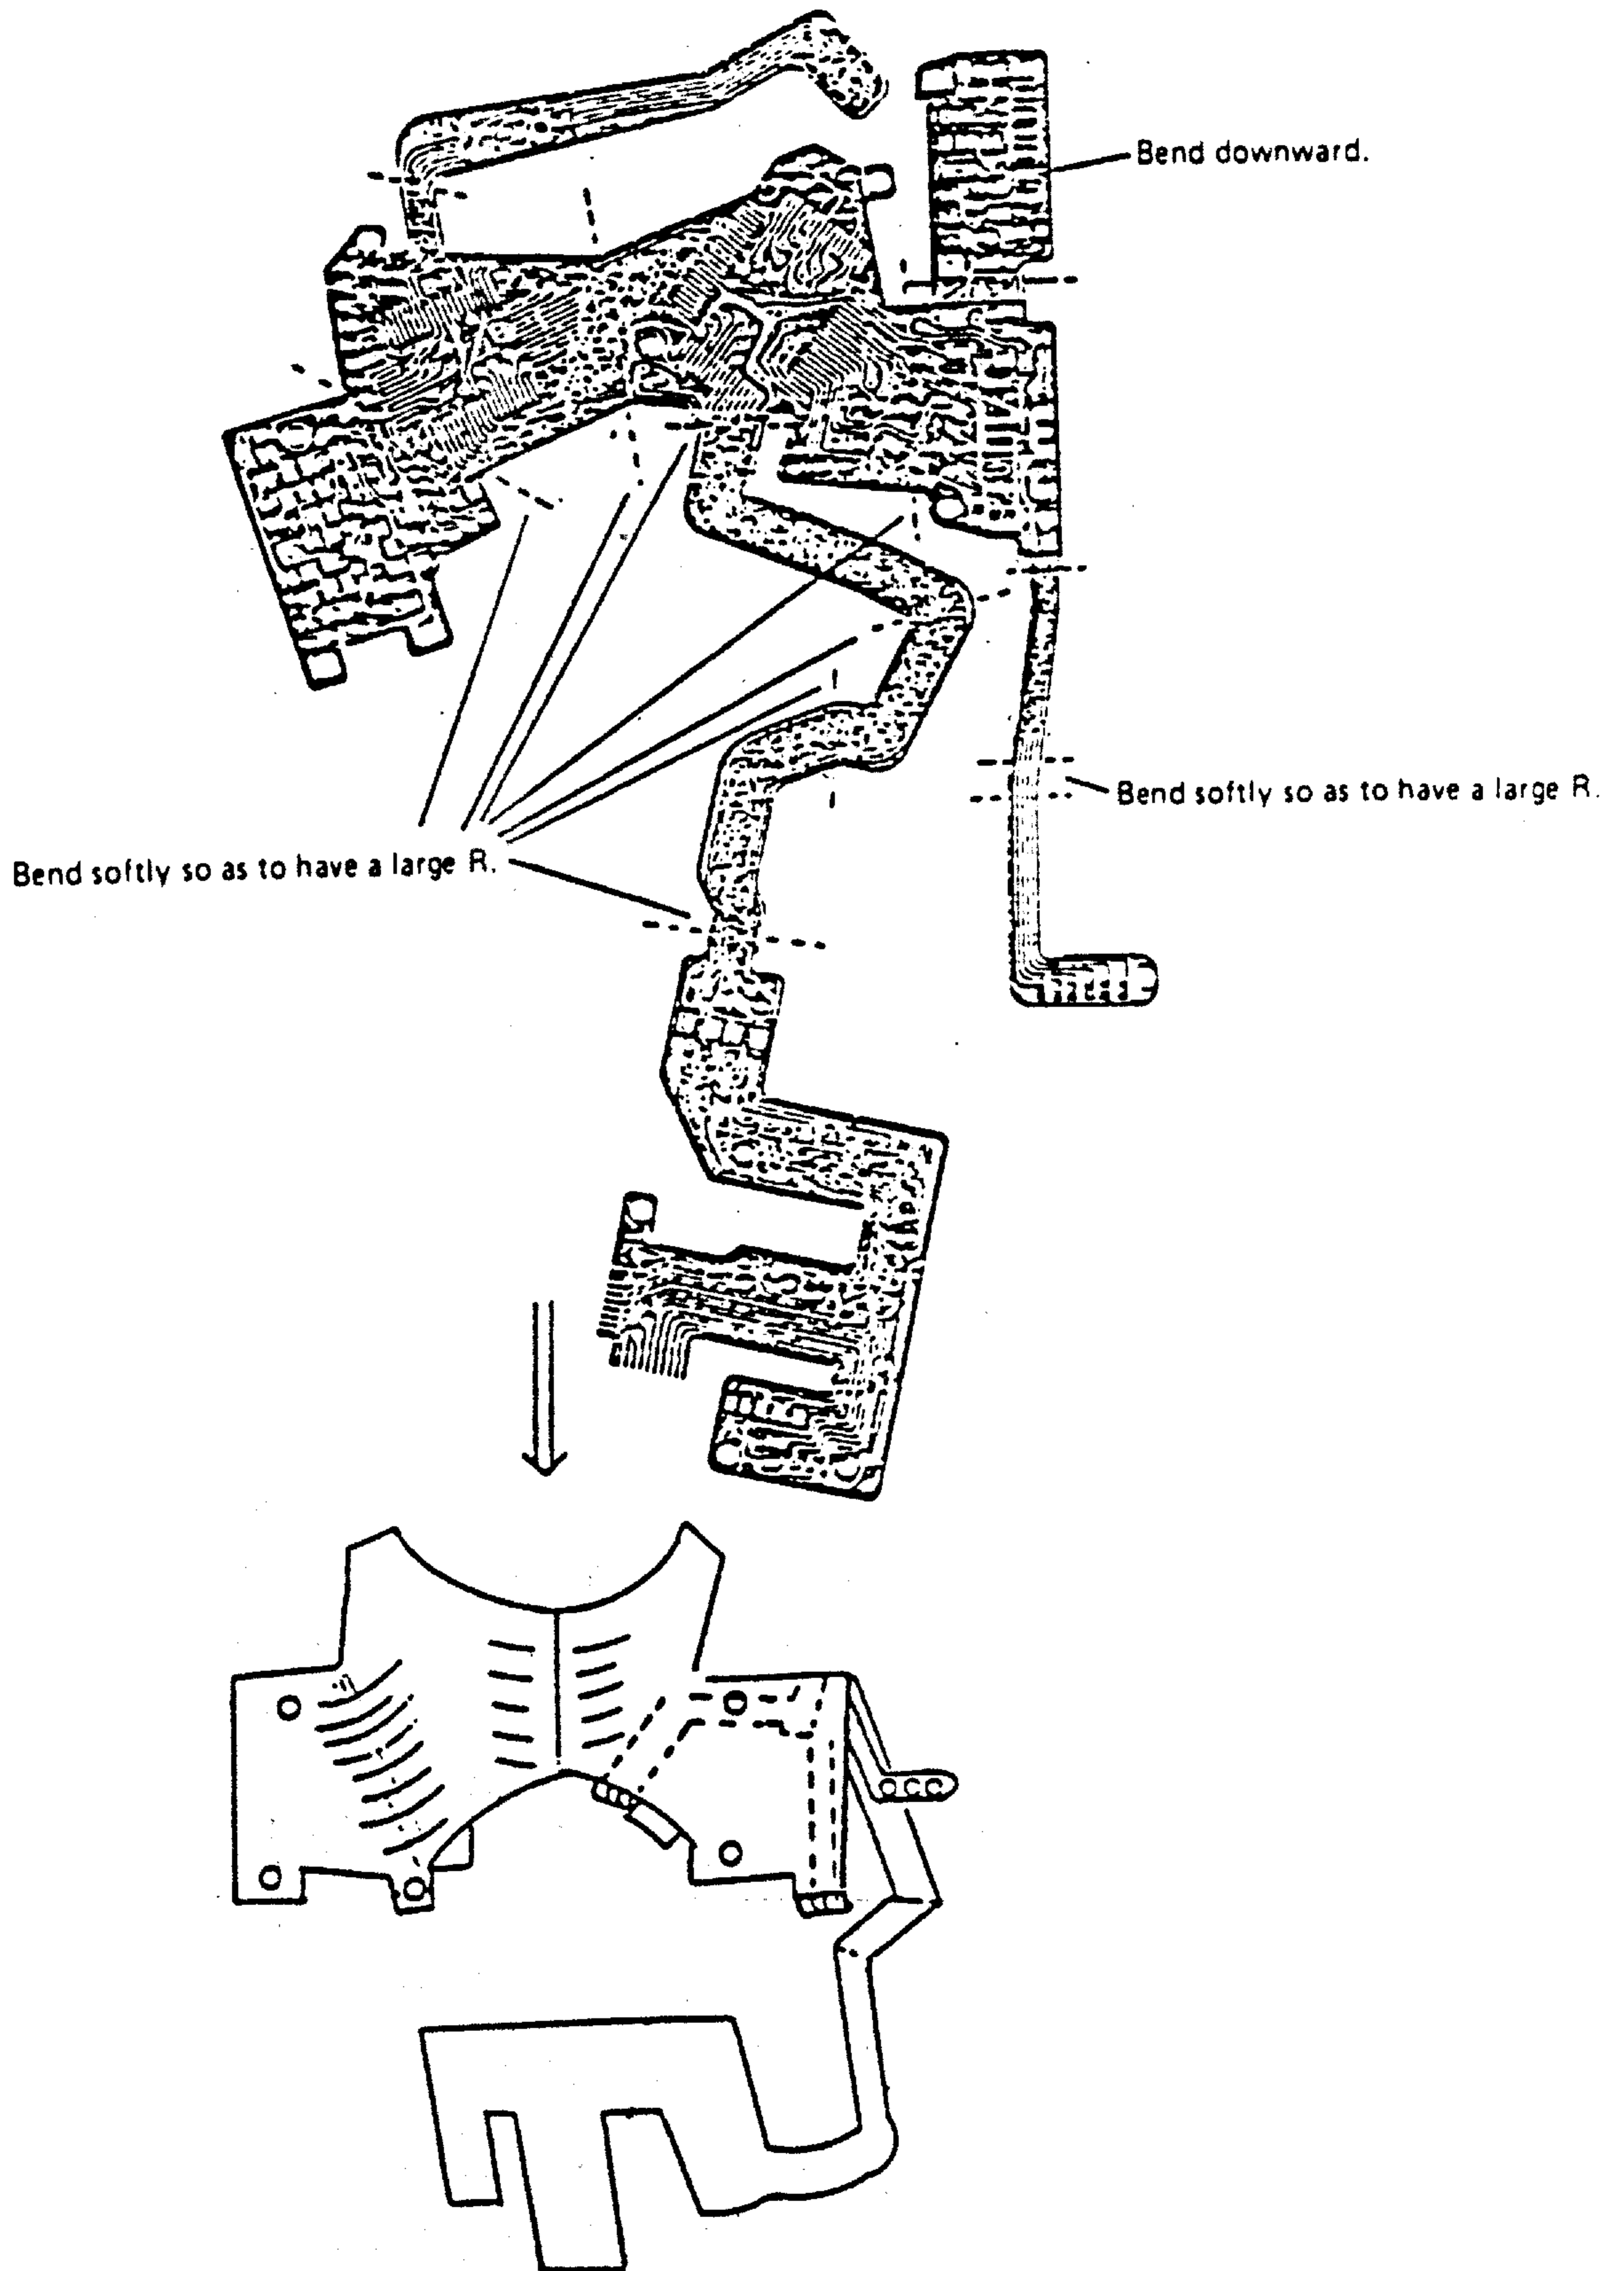 Bend downward.
Bend softly so as to have a large R.
Bend softly so as to have a large R.